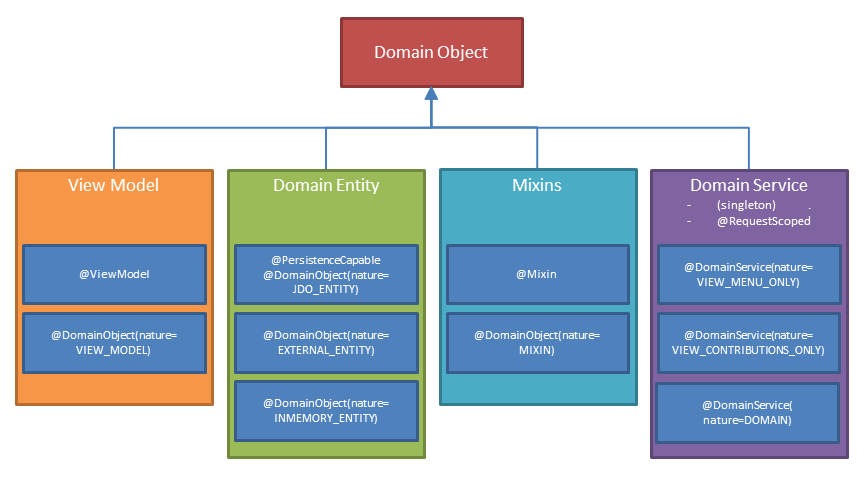 Domain Object
View Model
@ViewModel
@DomainObject(nature=
VIEW_MODEL)
Domain Entity
@PersistenceCapable
@DomainObject(nature=
JDO_ENTITY)
@DomainObject(nature=
EXTERNAL_ENTITY)
@DomainObject(nature=
INMEMORY_ENTITY)
Mixins
@Mixin
@DomainObject(nature=
MIXIN)
Domain Service
- (singleton) .
- @RequestScoped
@DomainService(nature=
VIEW_MENU_ONLY)
@DomainService(nature=
VIEW_CONTRIBUTIONS_ONLY)
@DomainService(
nature=DOMAIN)